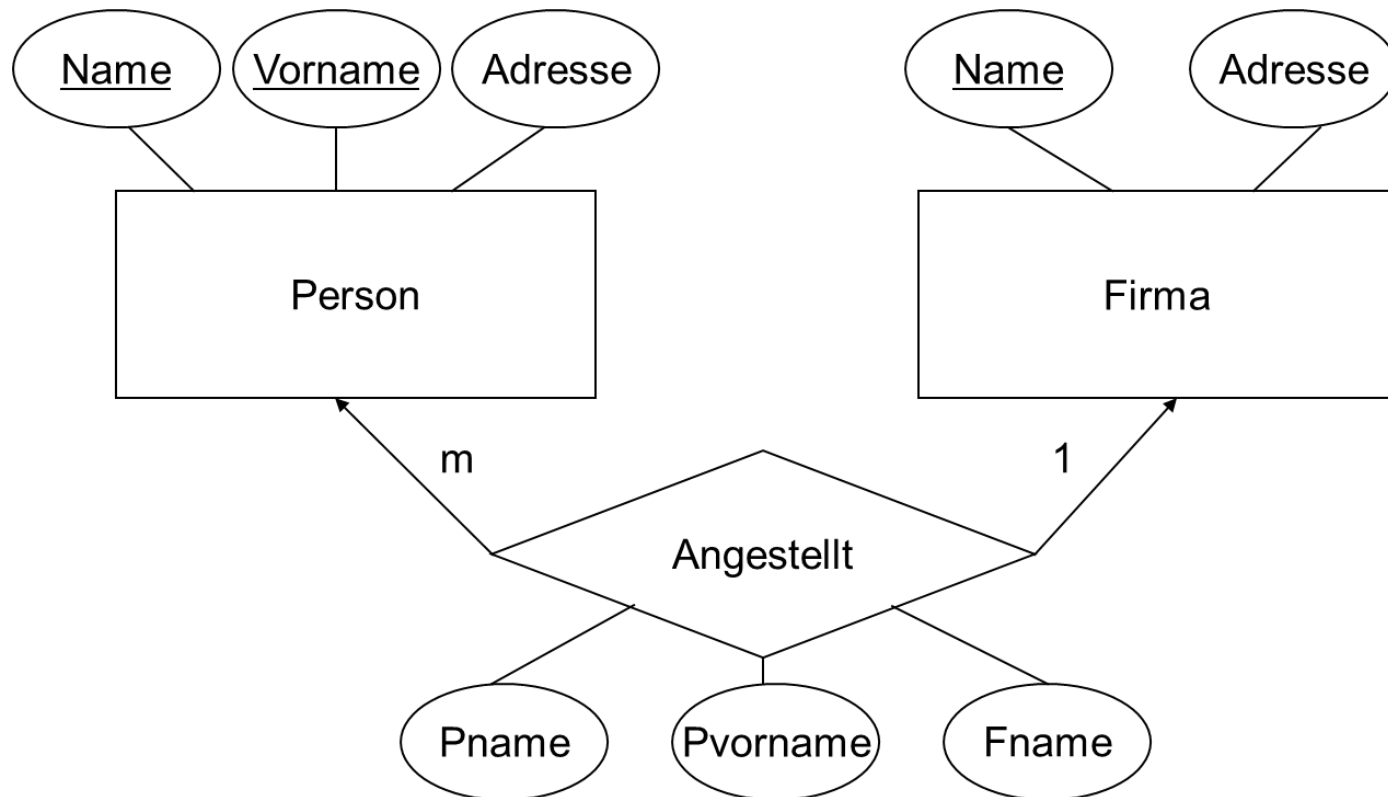 Name Vorname Adresse Name Adresse
Person Firma
m 1
Angestellt
Pname Pvorname Fname